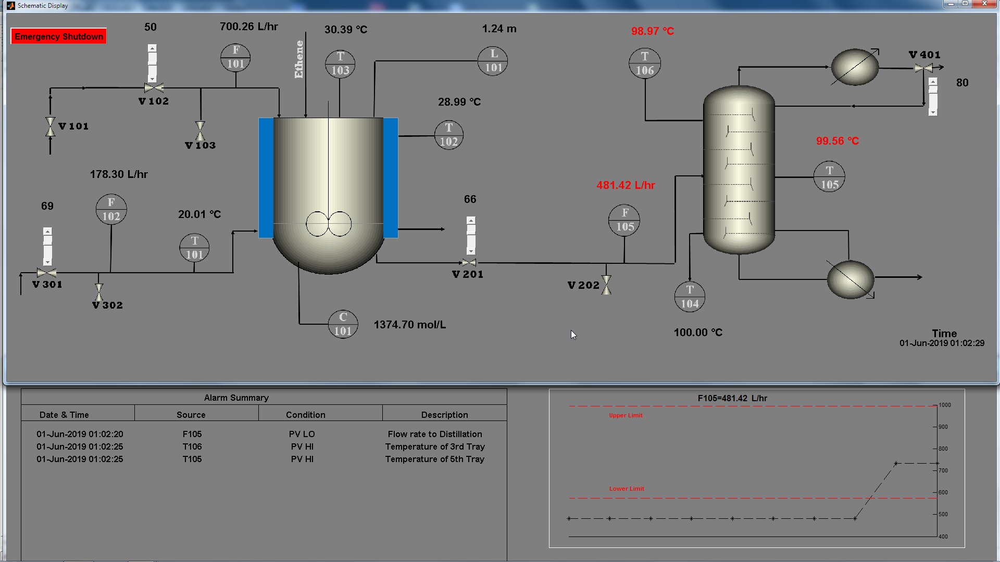 Schematic Display
Emergency Shutdown
50
700.26 L/hr
Ethene
30.39 °C
1.24 m
98.97 °C
F
101
T
103
L
101
T
106
V 401
80
V 102
28.99 °C
V 101
V 103
T
102
99.56 °C
178.30 L/hr
T
105
481.42 L/hr
69
F
102
20.01 °C
66
F
105
T
101
V 301
V 302
V 201
V 202
T
104
C
101
1374.70 mol/L
100.00 °C
Time
01-Jun-2019 01:02:29
Alarm Summary
Date & Time Source Condition Description
01-Jun-2019 01:02:20 F105 PV LO Flow rate to Distillation
01-Jun-2019 01:02:25 T106 PV HI Temperature of 3rd Tray
01-Jun-2019 01:02:25 T105 PV HI Temperature of 5th Tray
F105=481.42 L/hr
Upper Limit
Lower Limit
1000
900
800
700
600
500
400